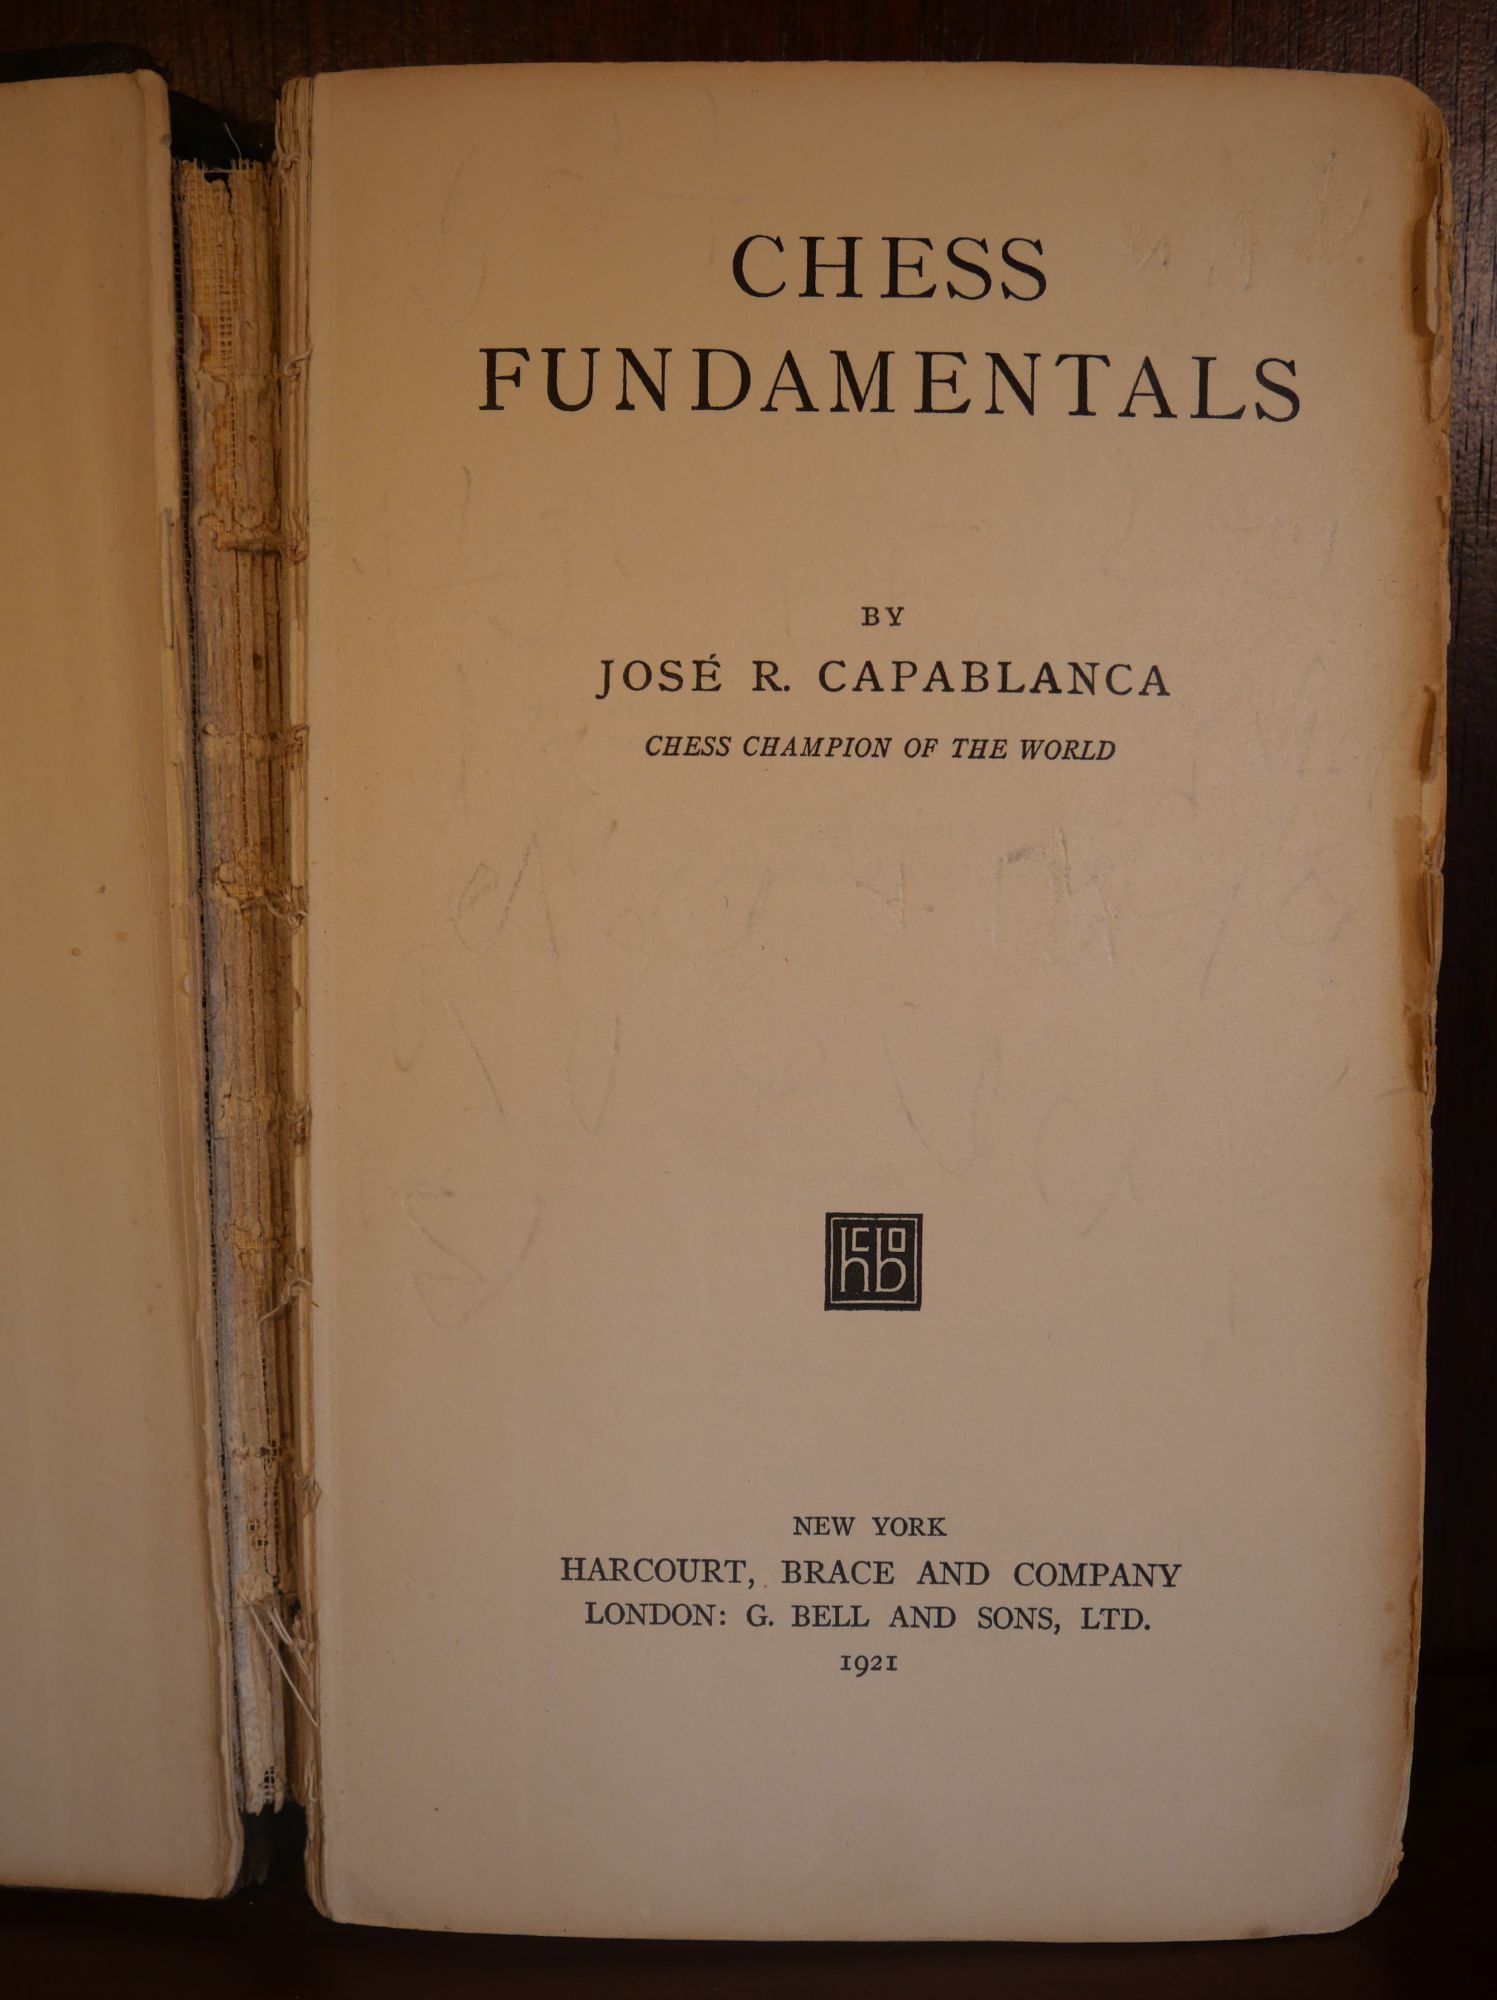 CHESS
FUNDAMENTALS
BY
JOSÉ R. CAPABLANCA
CHESS CHAMPION OF THE WORLD
NEW YORK
HARCOURT, BRACE AND COMPANY
LONDON: G. BELL AND SONS, LTD.
1921